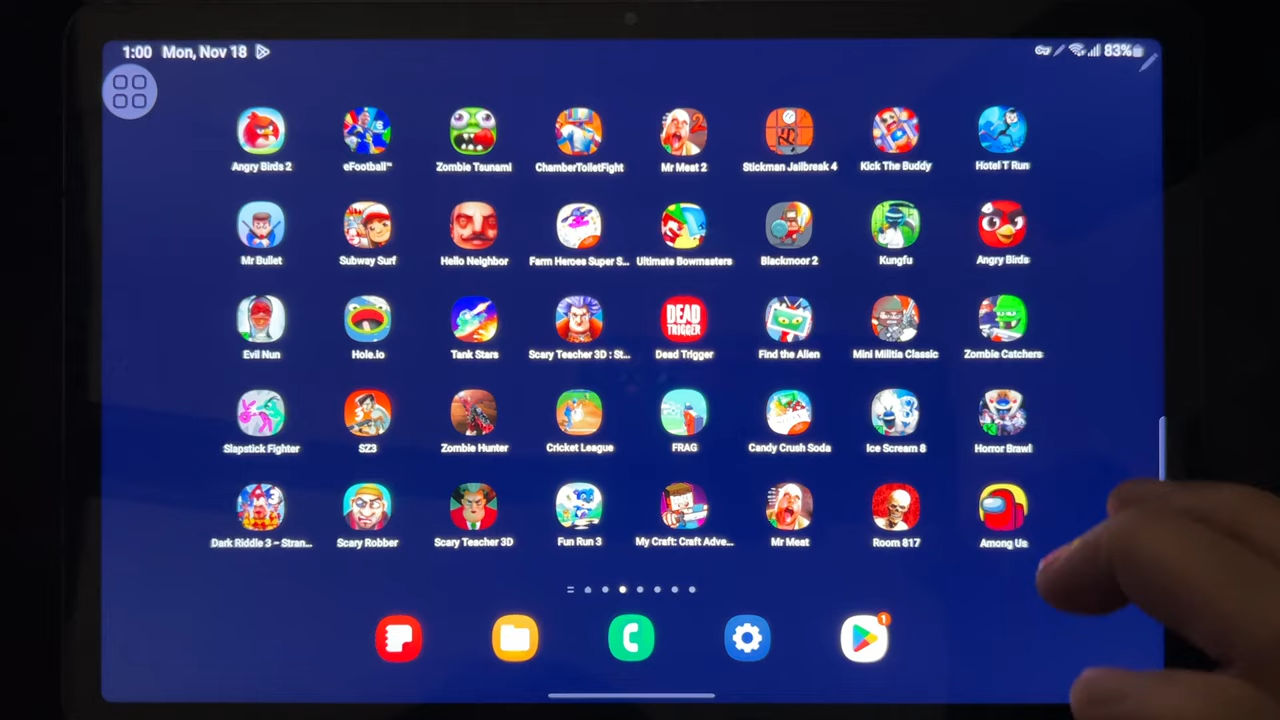 1:00 Mon, Nov 18 83%
Angry Birds 2 eFootball™ Zombie Tsunami ChamberToiletFight Mr Meat 2 Stickman Jailbreak 4 Kick The Buddy Hotel T Run
Mr Bullet Subway Surf Hello Neighbor Farm Heroes Super S... Ultimate Bowmasters Blackmoor 2 Kungfu Angry Birds
DEAD
TRIGGER
Evil Nun Hole.io Tank Stars Scary Teacher 3D : St... Dead Trigger Find the Alien Mini Militia Classic Zombie Catchers
Slapstick Fighter SZ3 Zombie Hunter Cricket League FRAG Candy Crush Soda Ice Scream 8 Horror Brawl
Dark Riddle 3 – Stran... Scary Robber Scary Teacher 3D Fun Run 3 My Craft: Craft Adve... Mr Meat Room 817 Among Us
1